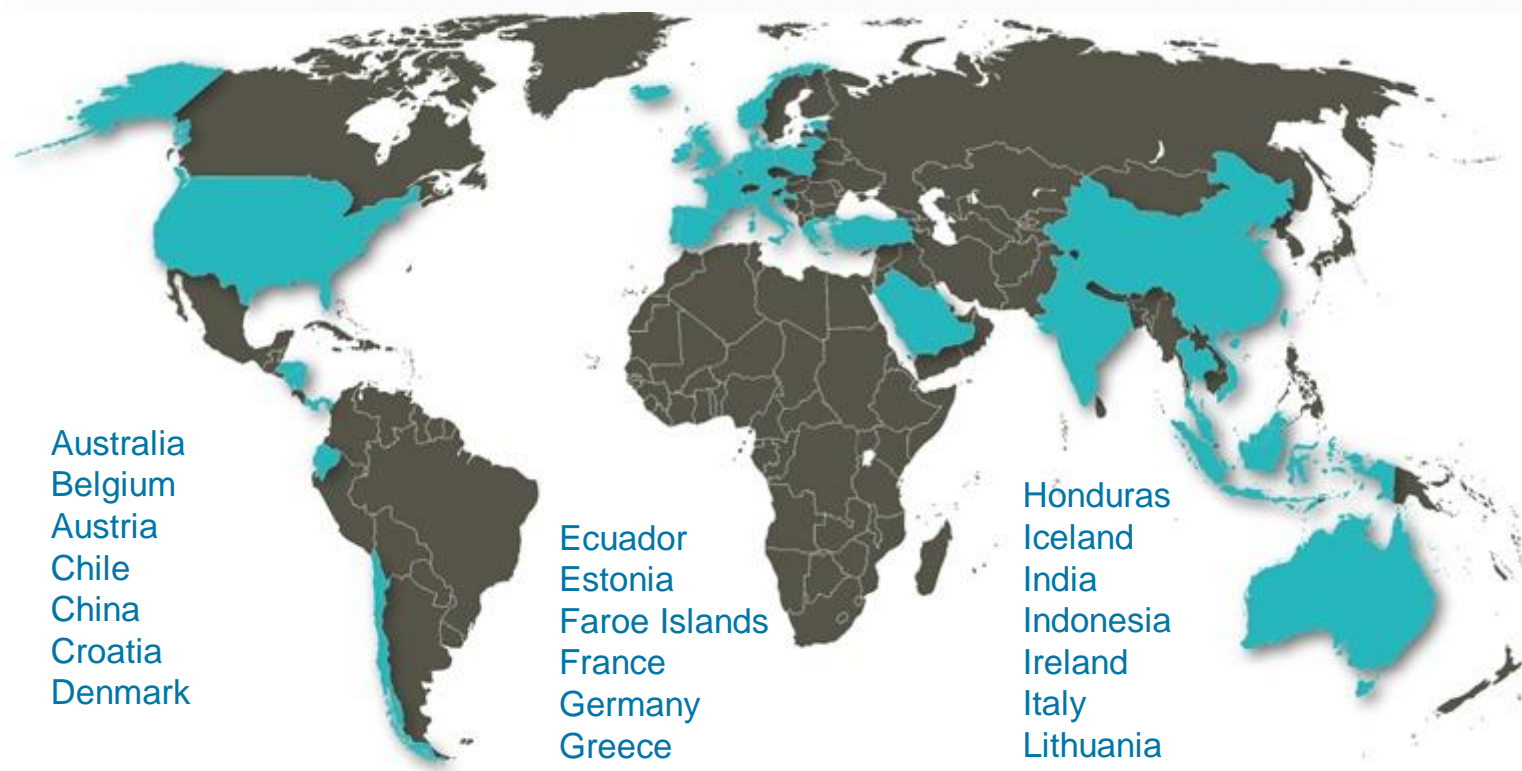 Australia
Belgium
Austria
Chile
China
Croatia
Denmark
Ecuador
Estonia
Faroe Islands
France
Germany
Greece
Honduras
Iceland
India
Indonesia
Ireland
Italy
Lithuania